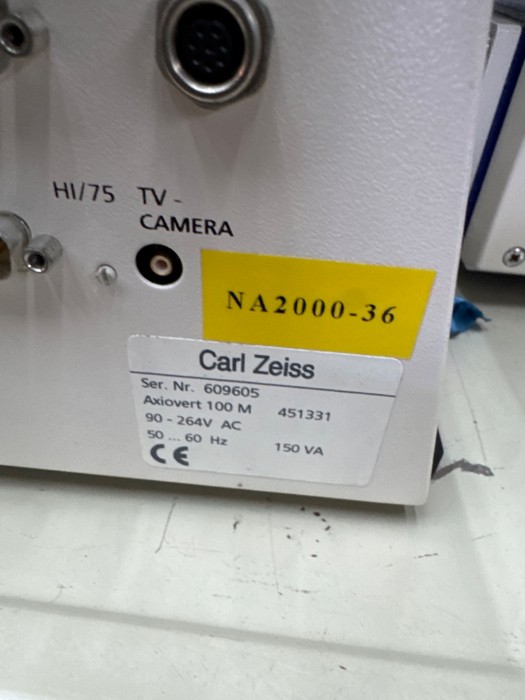 HI/75 TV -
CAMERA
NA2000-36
Carl Zeiss
Ser. Nr. 609605
Axiovert 100 M 451331
90 - 264V AC
50 ... 60 Hz 150 VA
CE